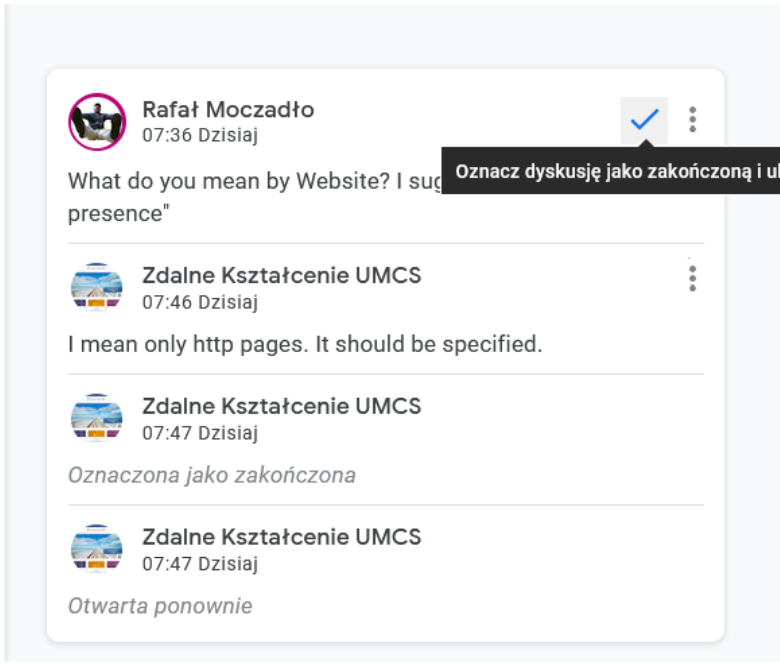 Rafał Moczadło
07:36 Dzisiaj
Oznacz dyskusję jako zakończoną i
What do you mean by Website? I
presence"
Zdalne Kształcenie UMCS
07:46 Dzisiaj
I mean only http pages. It should be specified.
Zdalne Kształcenie UMCS
07:47 Dzisiaj
Oznaczona jako zakończona
Zdalne Kształcenie UMCS
07:47 Dzisiaj
Otwarta ponownie